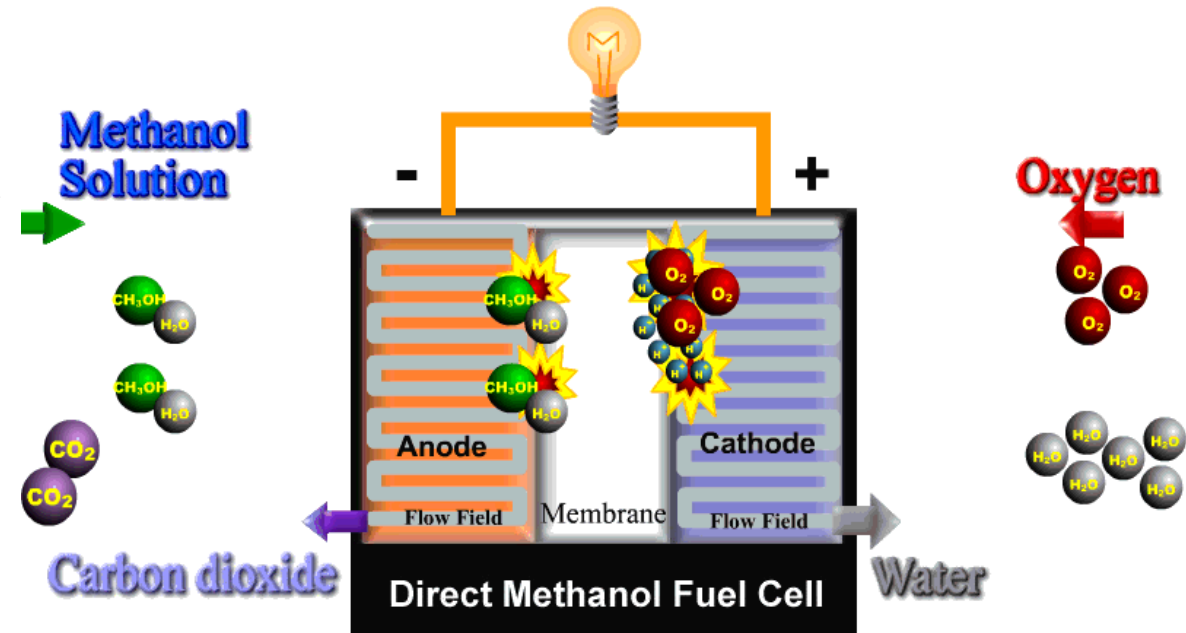 Methanol
Solution
-
+
Oxygen
CH₃OH
H₂O
CH₃OH
H₂O
CO₂
CO₂
CH₃OH
H₂O
CH₃OH
H₂O
O₂
O₂
O₂
H⁺
H⁺
H⁺
H⁺
H⁺
H⁺
H⁺
O₂
O₂
O₂
H₂O
H₂O
H₂O
H₂O
H₂O
H₂O
Anode
Cathode
Flow Field
Membrane
Flow Field
Carbon dioxide
Water
Direct Methanol Fuel Cell